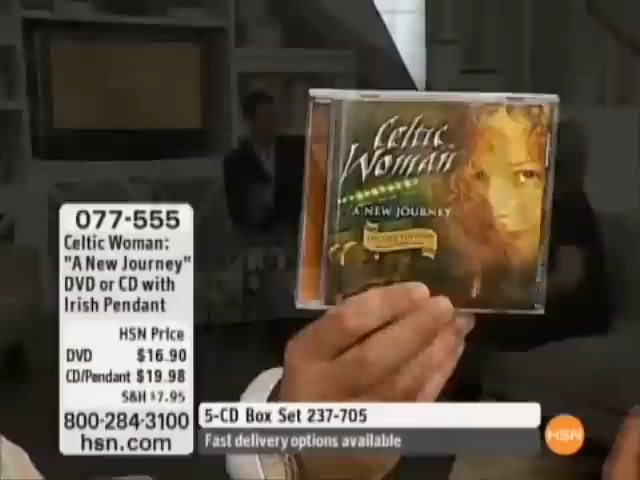 Celtic
Woman
A NEW JOURNEY
077-555
Celtic Woman:
"A New Journey"
DVD or CD with
Irish Pendant
HSN Price
DVD $16.90
CD/Pendant $19.98
S&H $7.95
800-284-3100
hsn.com
5-CD Box Set 237-705
Fast delivery options available
HSN